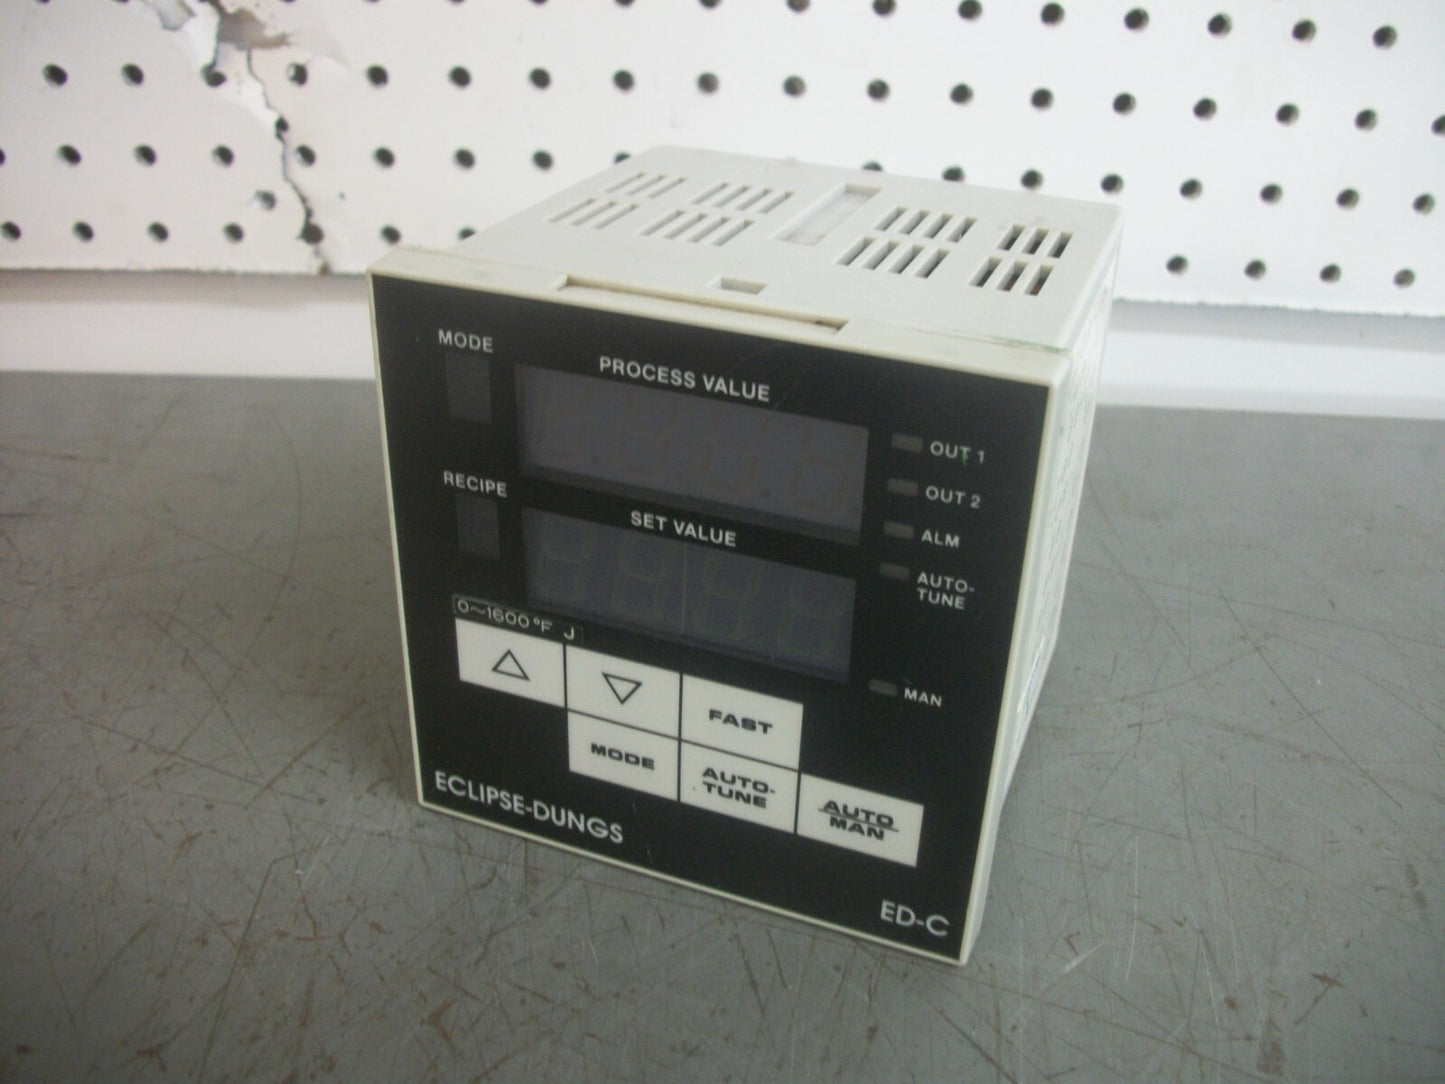 MODE
PROCESS VALUE
OUT 1
OUT 2
RECIPE
SET VALUE
ALM
AUTO-
TUNE
0~1600°F J
MAN
FAST
MODE
AUTO-
TUNE
AUTO
MAN
ECLIPSE-DUNGS
ED-C